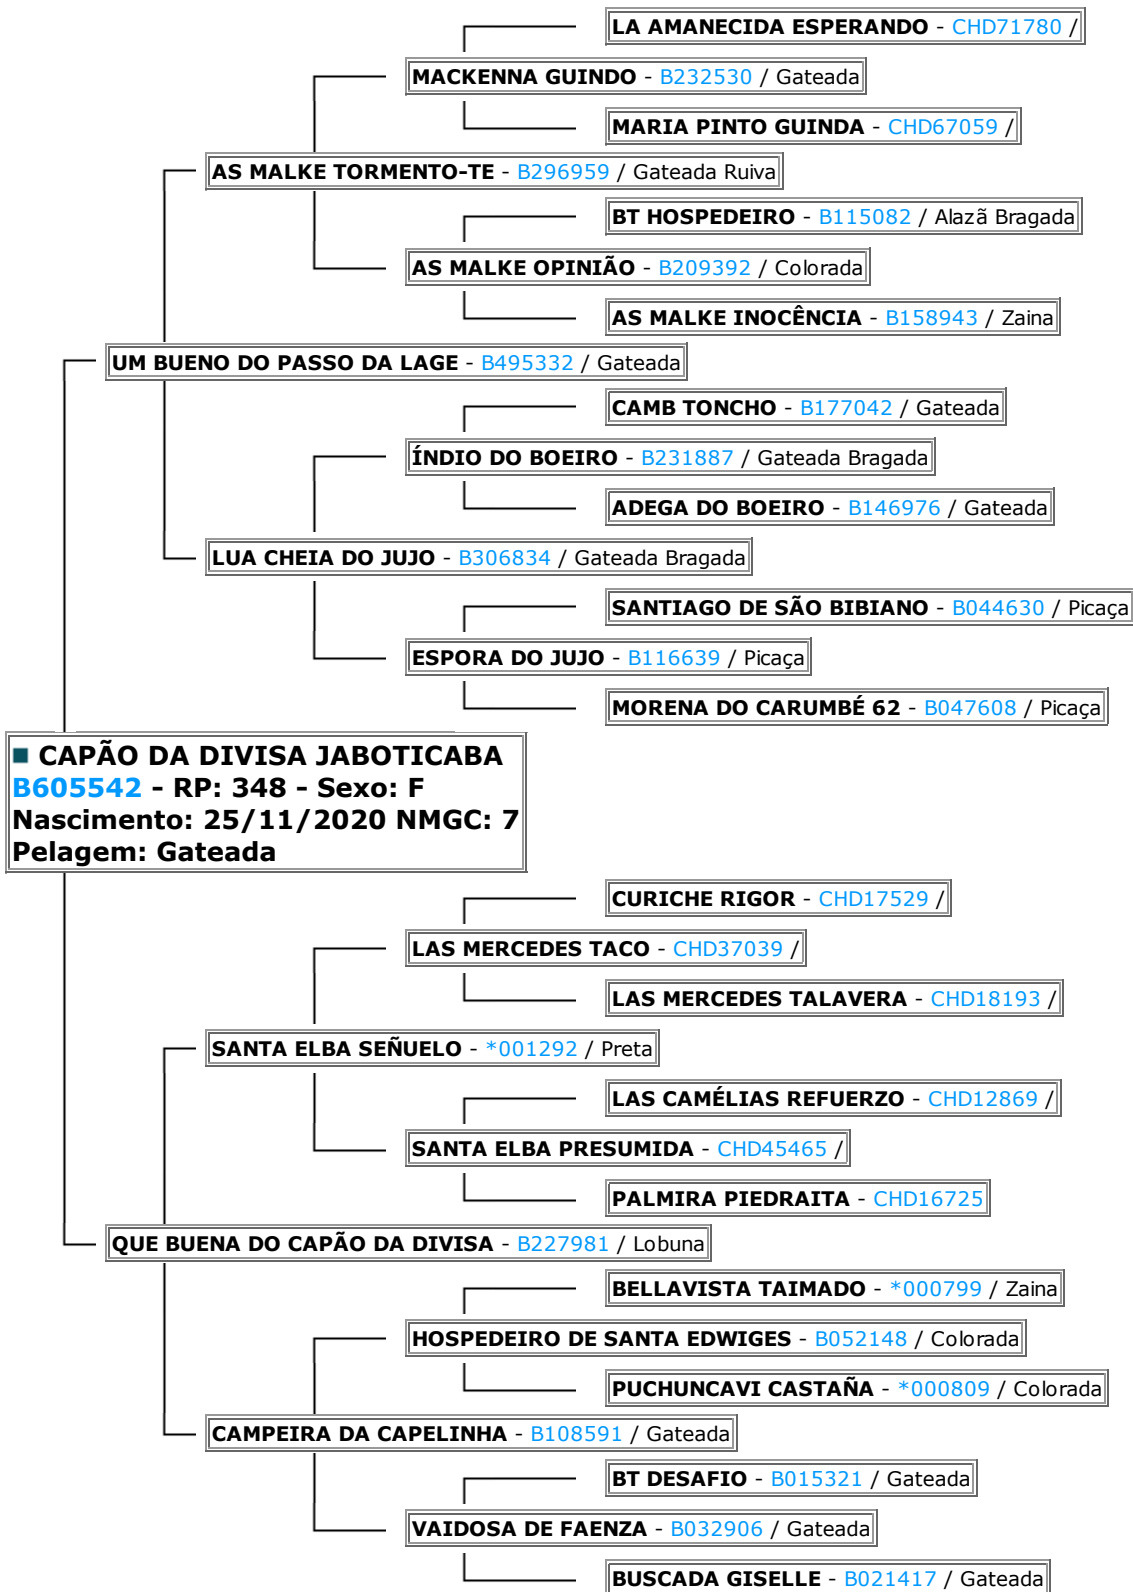 LA AMANECIDA ESPERANDO - CHD71780 /
MACKENNA GUINDO - B232530 / Gateada
MARIA PINTO GUINDA - CHD67059 /
AS MALKE TORMENTO-TE - B296959 / Gateada Ruiva
BT HOSPEDEIRO - B115082 / Alazã Bragada
AS MALKE OPINIÃO - B209392 / Colorada
AS MALKE INOCÊNCIA - B158943 / Zaina
UM BUENO DO PASSO DA LAGE - B495332 / Gateada
CAMB TONCHO - B177042 / Gateada
ÍNDIO DO BOEIRO - B231887 / Gateada Bragada
ADEGA DO BOEIRO - B146976 / Gateada
LUA CHEIA DO JUJO - B306834 / Gateada Bragada
SANTIAGO DE SÃO BIBIANO - B044630 / Picaça
ESPORA DO JUJO - B116639 / Picaça
MORENA DO CARUMBÉ 62 - B047608 / Picaça
CAPÃO DA DIVISA JABOTICABA
B605542 - RP: 348 - Sexo: F
Nascimento: 25/11/2020 NMGC: 7
Pelagem: Gateada
CURICHE RIGOR - CHD17529 /
LAS MERCEDES TACO - CHD37039 /
LAS MERCEDES TALAVERA - CHD18193 /
SANTA ELBA SEÑUELO - *001292 / Preta
LAS CAMÉLIAS REFUERZO - CHD12869 /
SANTA ELBA PRESUMIDA - CHD45465 /
PALMIRA PIEDRAITA - CHD16725
QUE BUENA DO CAPÃO DA DIVISA - B227981 / Lobuna
BELLAVISTA TAIMADO - *000799 / Zaina
HOSPEDEIRO DE SANTA EDWIGES - B052148 / Colorada
PUCHUNCAVI CASTAÑA - *000809 / Colorada
CAMPEIRA DA CAPELINHA - B108591 / Gateada
BT DESAFIO - B015321 / Gateada
VAIDOSA DE FAENZA - B032906 / Gateada
BUSCADA GISELLE - B021417 / Gateada